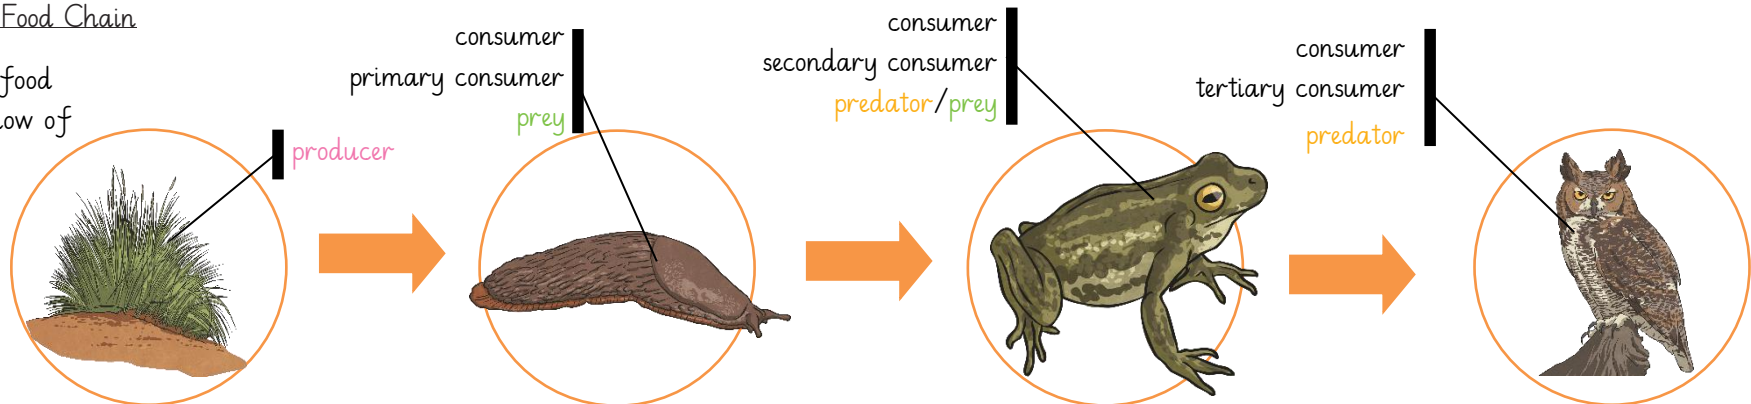 Food Chain
food
ow of
producer
consumer
primary consumer
prey
consumer
secondary consumer
predator/prey
consumer
tertiary consumer
predator